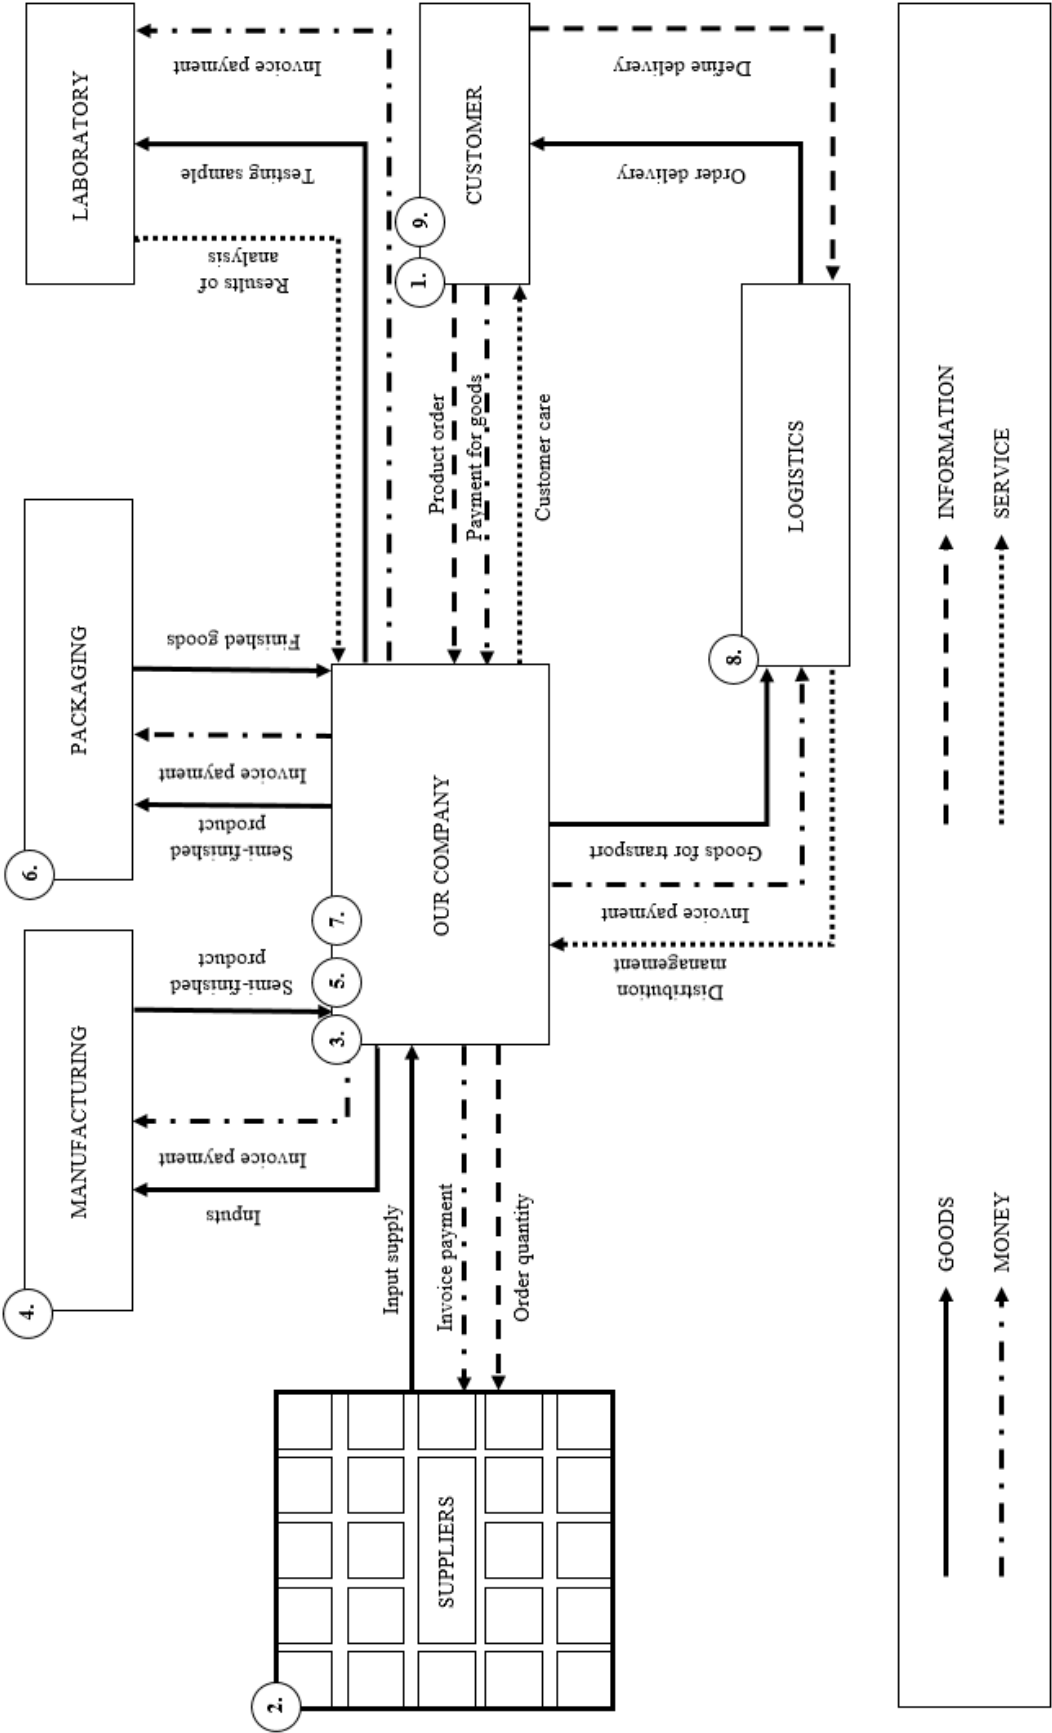 4.
MANUFACTURING
6.
PACKAGING
LABORATORY
Inputs
Invoice payment
Semi-finished
product
Semi-finished
product
Invoice payment
Finished goods
Results of
analysis
Testing sample
Invoice payment
2.
SUPPLIERS
Input supply
Invoice payment
Order quantity
3.
5.
7.
OUR COMPANY
Product order
Payment for goods
Customer care
1.
9.
CUSTOMER
Distribution
management
Invoice payment
Goods for transport
Order delivery
Define delivery
8.
LOGISTICS
GOODS
INFORMATION
MONEY
SERVICE